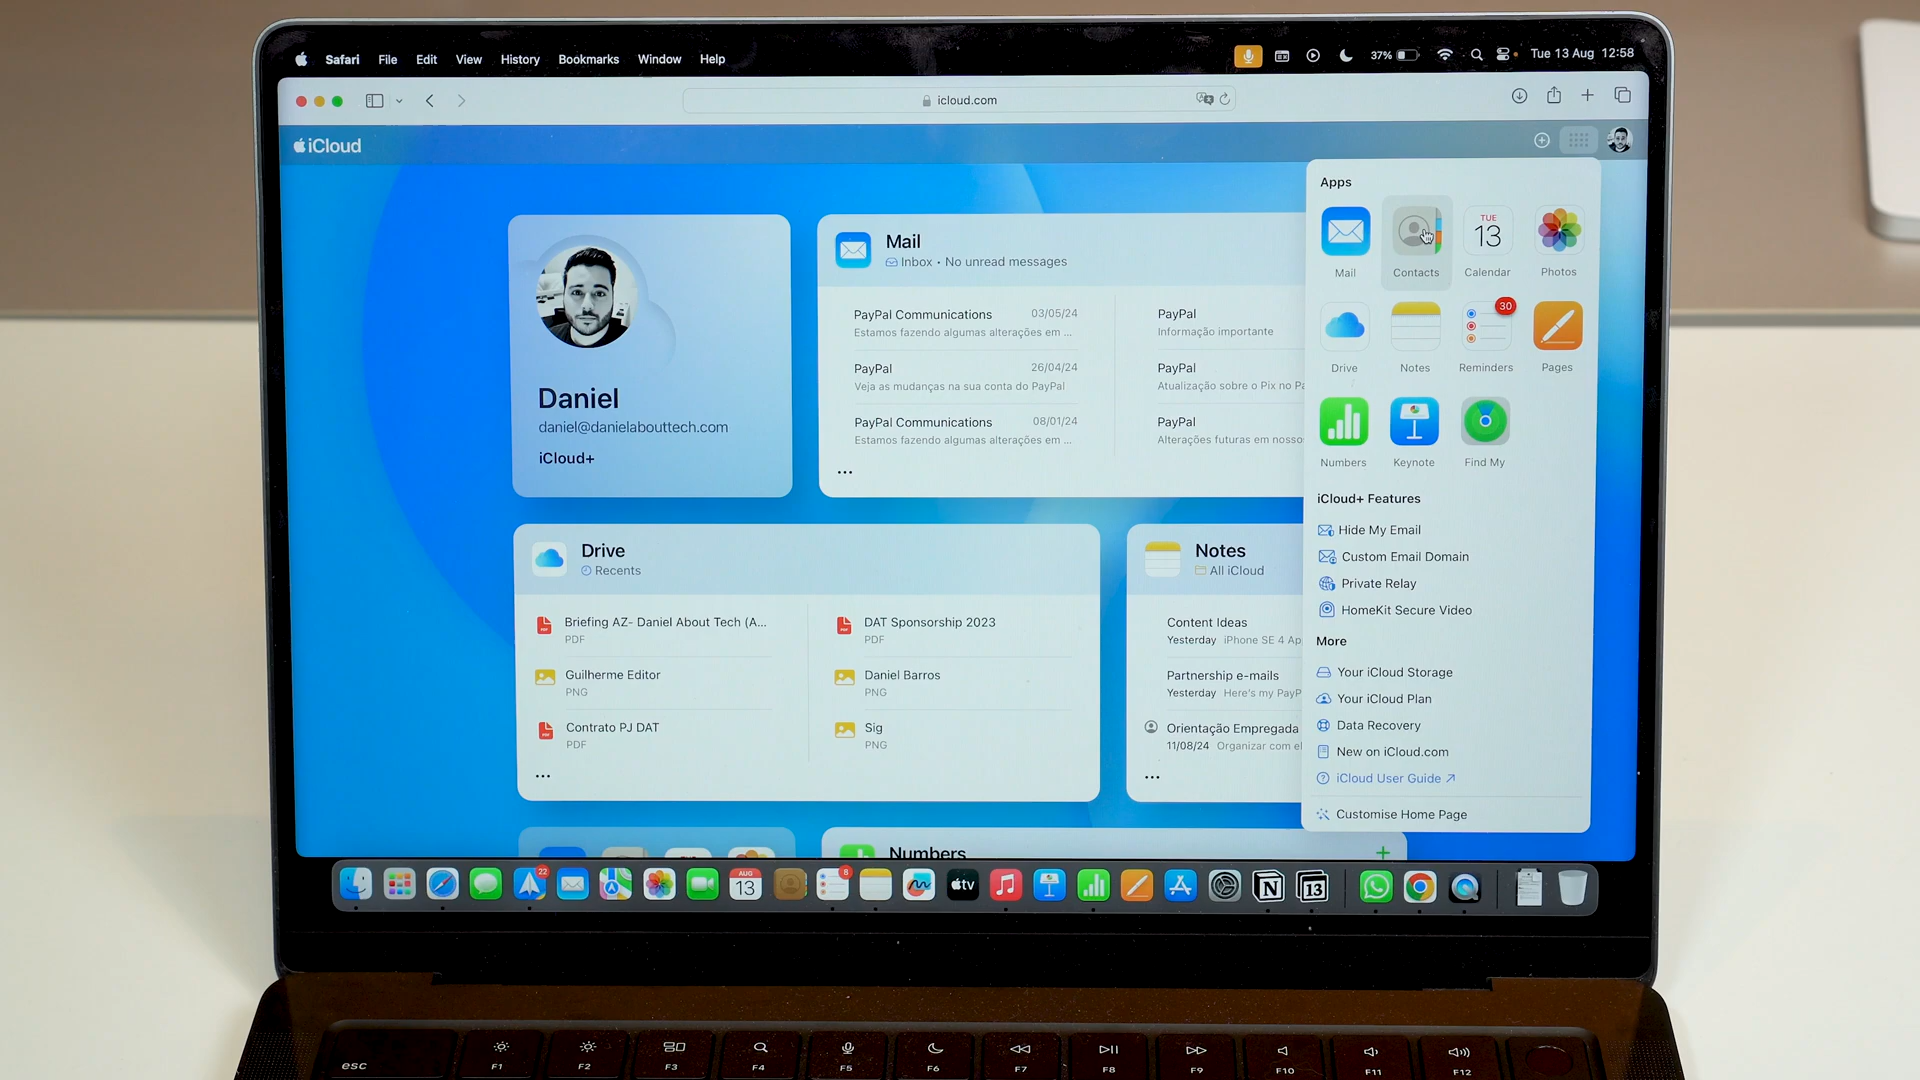 Safari File Edit View History Bookmarks Window Help
37% Tue 13 Aug 12:58
icloud.com
iCloud
Daniel
daniel@danielabouttech.com
iCloud+
Mail
Inbox • No unread messages
PayPal Communications 03/05/24
Estamos fazendo algumas alterações em ...
PayPal 26/04/24
Veja as mudanças na sua conta do PayPal
PayPal Communications 08/01/24
Estamos fazendo algumas alterações em ...
...
PayPal
Informação importante
PayPal
Atualização sobre o Pix no Pa
PayPal
Alterações futuras em nosso
Drive
Recents
Briefing AZ- Daniel About Tech (A...
PDF
Guilherme Editor
PNG
Contrato PJ DAT
PDF
...
DAT Sponsorship 2023
PDF
Daniel Barros
PNG
Sig
PNG
Notes
All iCloud
Content Ideas
Yesterday iPhone SE 4 Ap
Partnership e-mails
Yesterday Here's my PayP
Orientação Empregada
11/08/24 Organizar com el
...
Numbers
Apps
TUE
13
Mail Contacts Calendar Photos
30
Drive Notes Reminders Pages
Numbers Keynote Find My
iCloud+ Features
Hide My Email
Custom Email Domain
Private Relay
HomeKit Secure Video
More
Your iCloud Storage
Your iCloud Plan
Data Recovery
New on iCloud.com
iCloud User Guide ↗
Customise Home Page
22 AUG 13 8 tv N 13
esc F1 F2 F3 F4 F5 F6 F7 F8 F9 F10 F11 F12